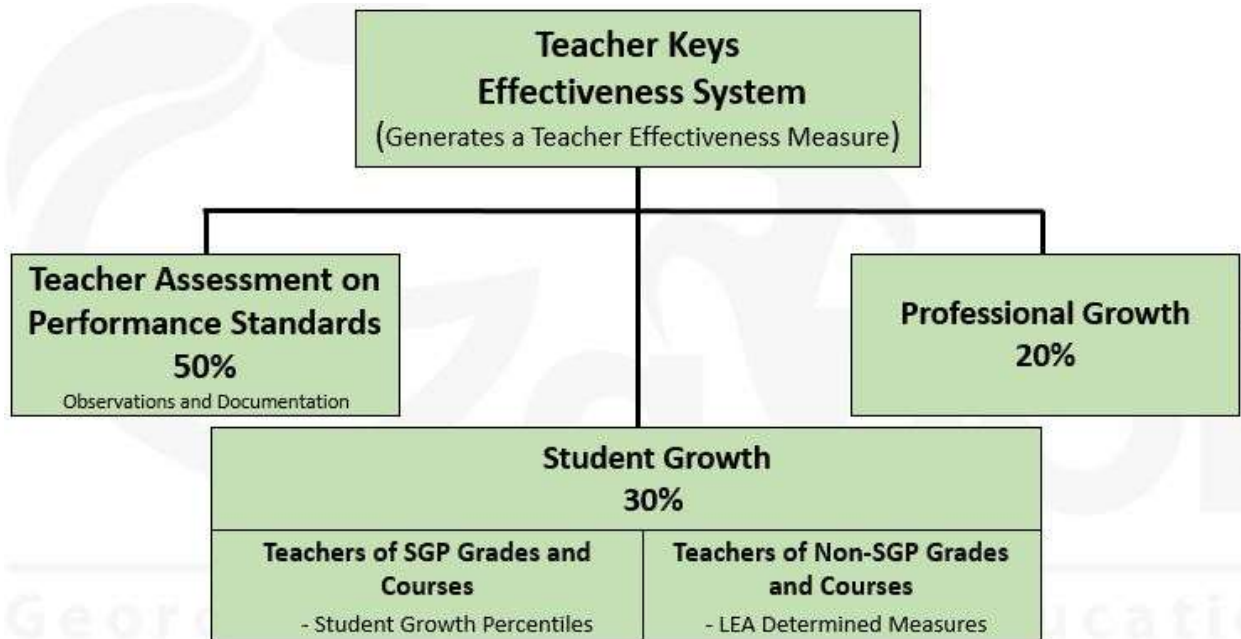 Teacher Keys
Effectiveness System
(Generates a Teacher Effectiveness Measure)
Teacher Assessment on
Performance Standards
50%
Observations and Documentation
Professional Growth
20%
Student Growth
30%
Teachers of SGP Grades and
Courses
- Student Growth Percentiles
Teachers of Non-SGP Grades
and Courses
- LEA Determined Measures